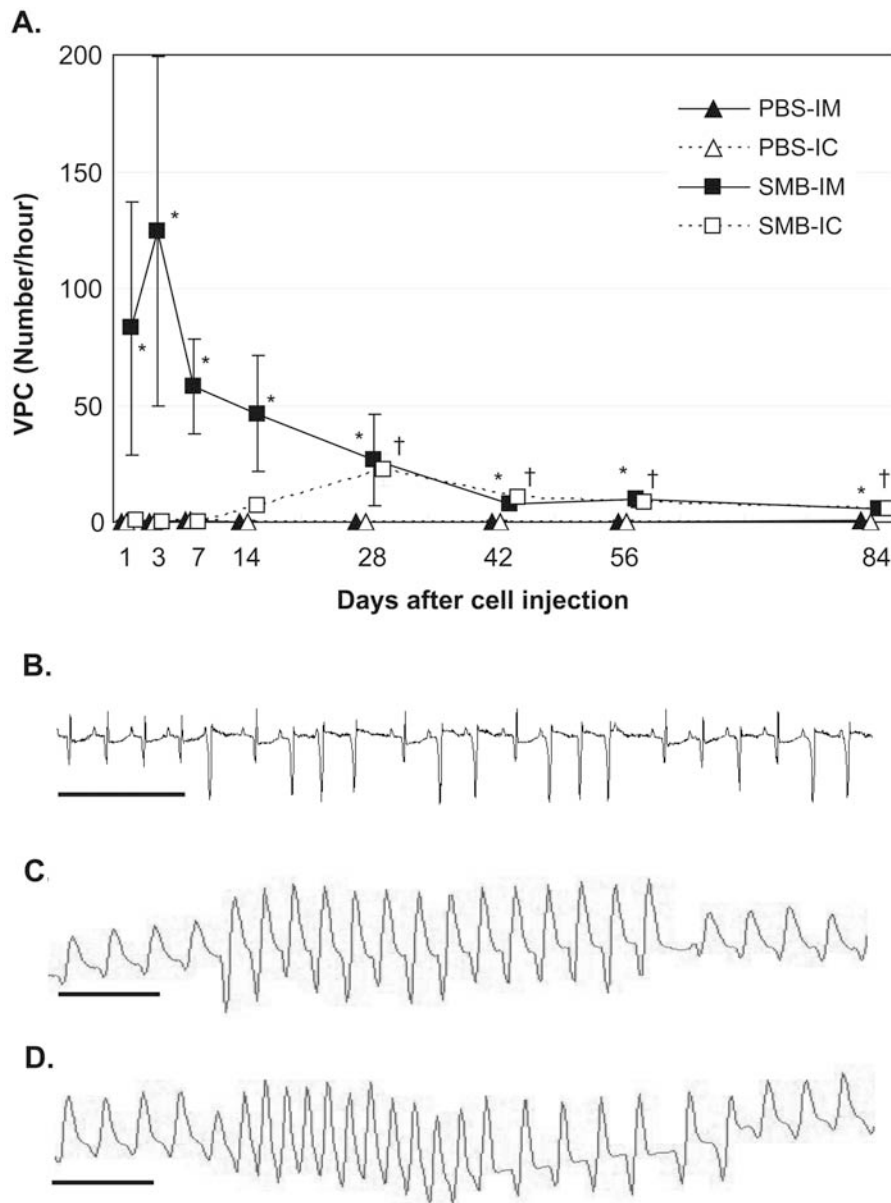 A.
200
150
100
50
0
VPC (Number/hour)
PBS-IM
PBS-IC
SMB-IM
SMB-IC
*
*
*
*
*
†
*
†
*
†
*
†
1 3 7 14 28 42 56 84
Days after cell injection
B.
C.
D.